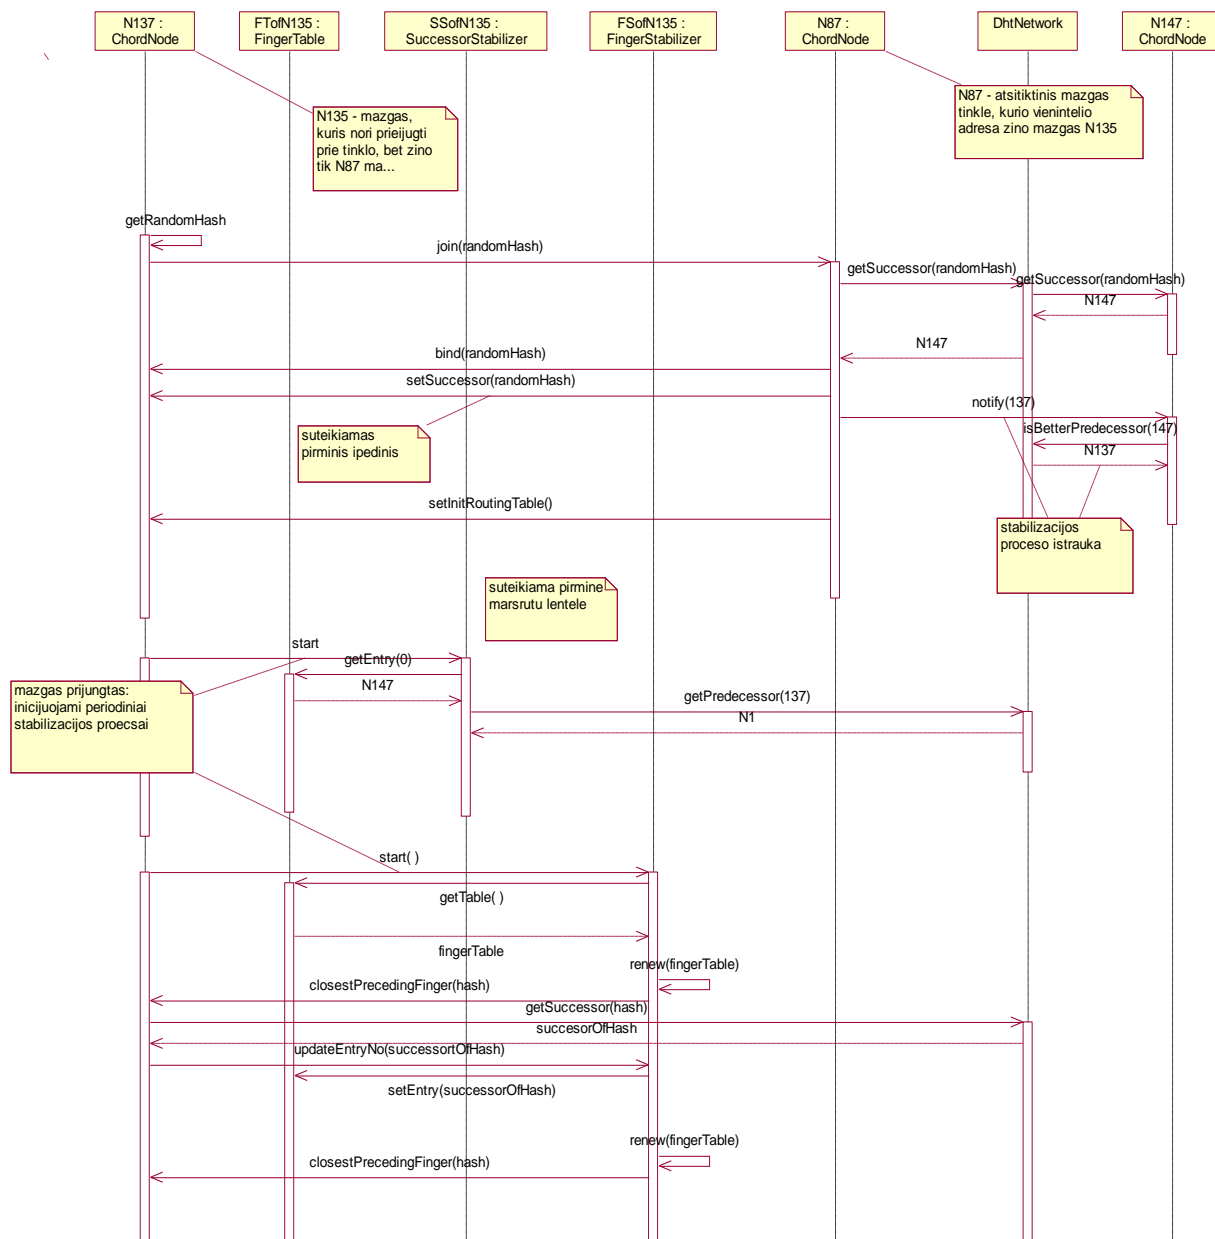 N137 :
ChordNode
FTofN135 :
FingerTable
SSofN135 :
SuccessorStabilizer
FSofN135 :
FingerStabilizer
N87 :
ChordNode
DhtNetwork
N147 :
ChordNode
N135 - mazgas,
kuris nori prieijugti
prie tinklo, bet zino
tik N87 ma...
N87 - atsitiktinis mazgas
tinkle, kurio vienintelio
adresa zino mazgas N135
getRandomHash
join(randomHash)
getSuccessor(randomHash)
getSuccessor(randomHash)
N147
N147
bind(randomHash)
setSuccessor(randomHash)
notify(137)
suteikiamas
pirminis ipedinis
isBetterPredecessor(147)
N137
setInitRoutingTable()
stabilizacijos
proceso istrauka
suteikiama pirmine
marsrutu lentele
start
getEntry(0)
mazgas prijungtas:
inicijuojami periodiniai
stabilizacijos proecsai
N147
getPredecessor(137)
N1
start( )
getTable( )
fingerTable
renew(fingerTable)
closestPrecedingFinger(hash)
getSuccessor(hash)
succesorOfHash
updateEntryNo(successortOfHash)
setEntry(successorOfHash)
renew(fingerTable)
closestPrecedingFinger(hash)